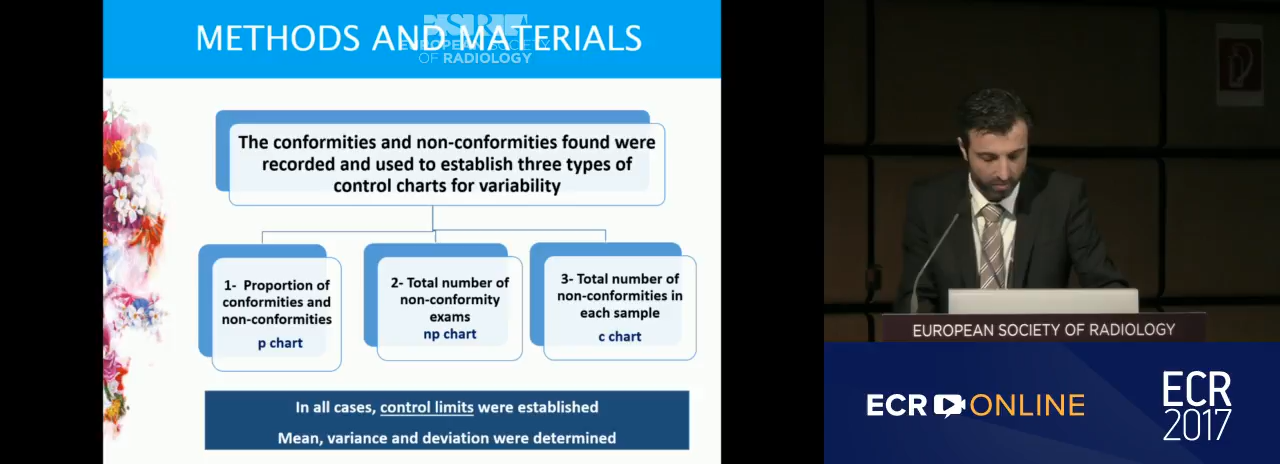 METHODS AND MATERIALS
EUROPEAN SOCIETY
OF RADIOLOGY
The conformities and non-conformities found were
recorded and used to establish three types of
control charts for variability
1- Proportion of
conformities and
non-conformities
p chart
2- Total number of
non-conformity
exams
np chart
3- Total number of
non-conformities in
each sample
c chart
In all cases, control limits were established
Mean, variance and deviation were determined
EUROPEAN SOCIETY OF RADIOLOGY
ECR ONLINE
ECR
2017